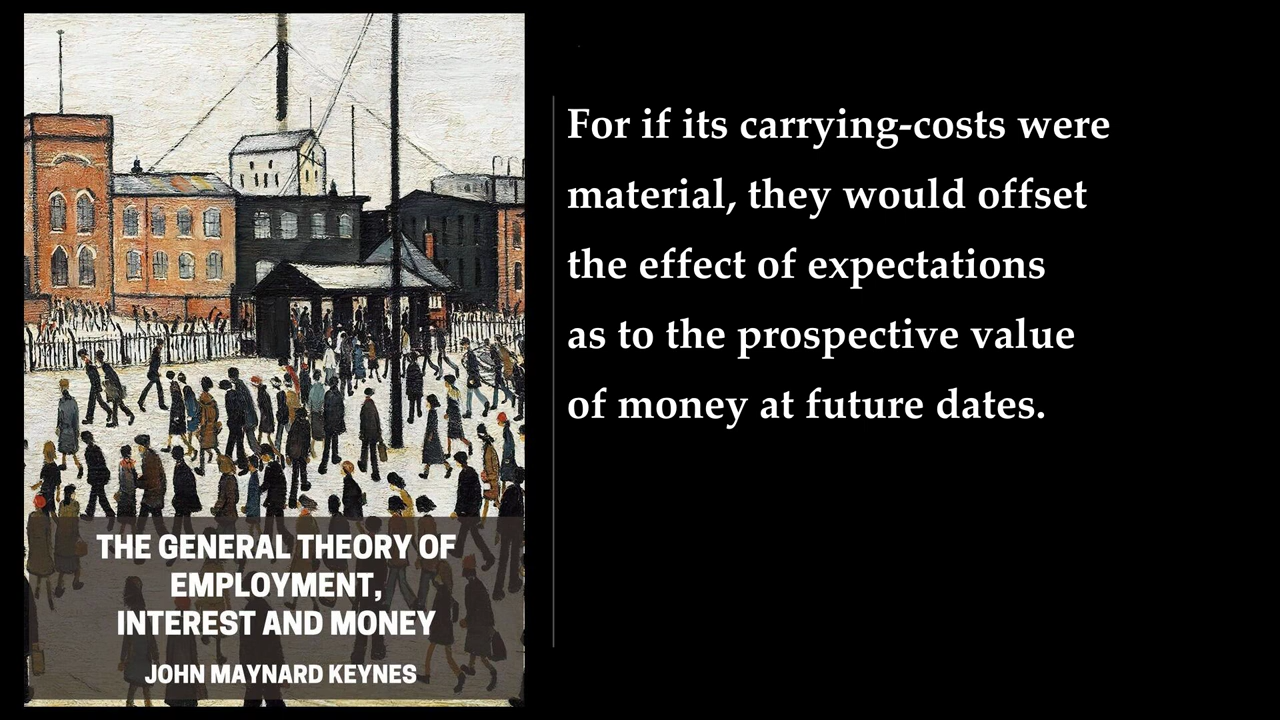 THE GENERAL THEORY OF
EMPLOYMENT,
INTEREST AND MONEY
JOHN MAYNARD KEYNES
For if its carrying-costs were
material, they would offset
the effect of expectations
as to the prospective value
of money at future dates.